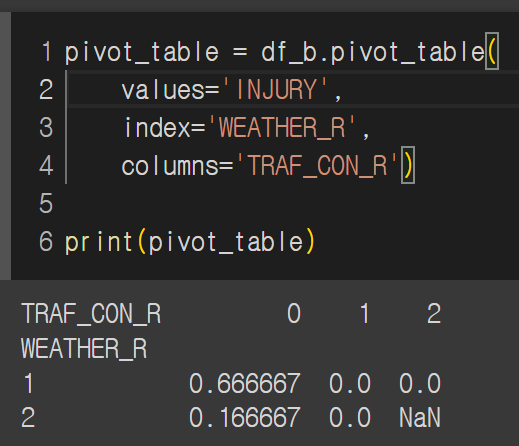 1 pivot_table = df_b.pivot_table(
2     values='INJURY',
3     index='WEATHER_R',
4     columns='TRAF_CON_R')
5
6 print(pivot_table)
TRAF_CON_R         0    1    2
WEATHER_R
1           0.666667  0.0  0.0
2           0.166667  0.0  NaN